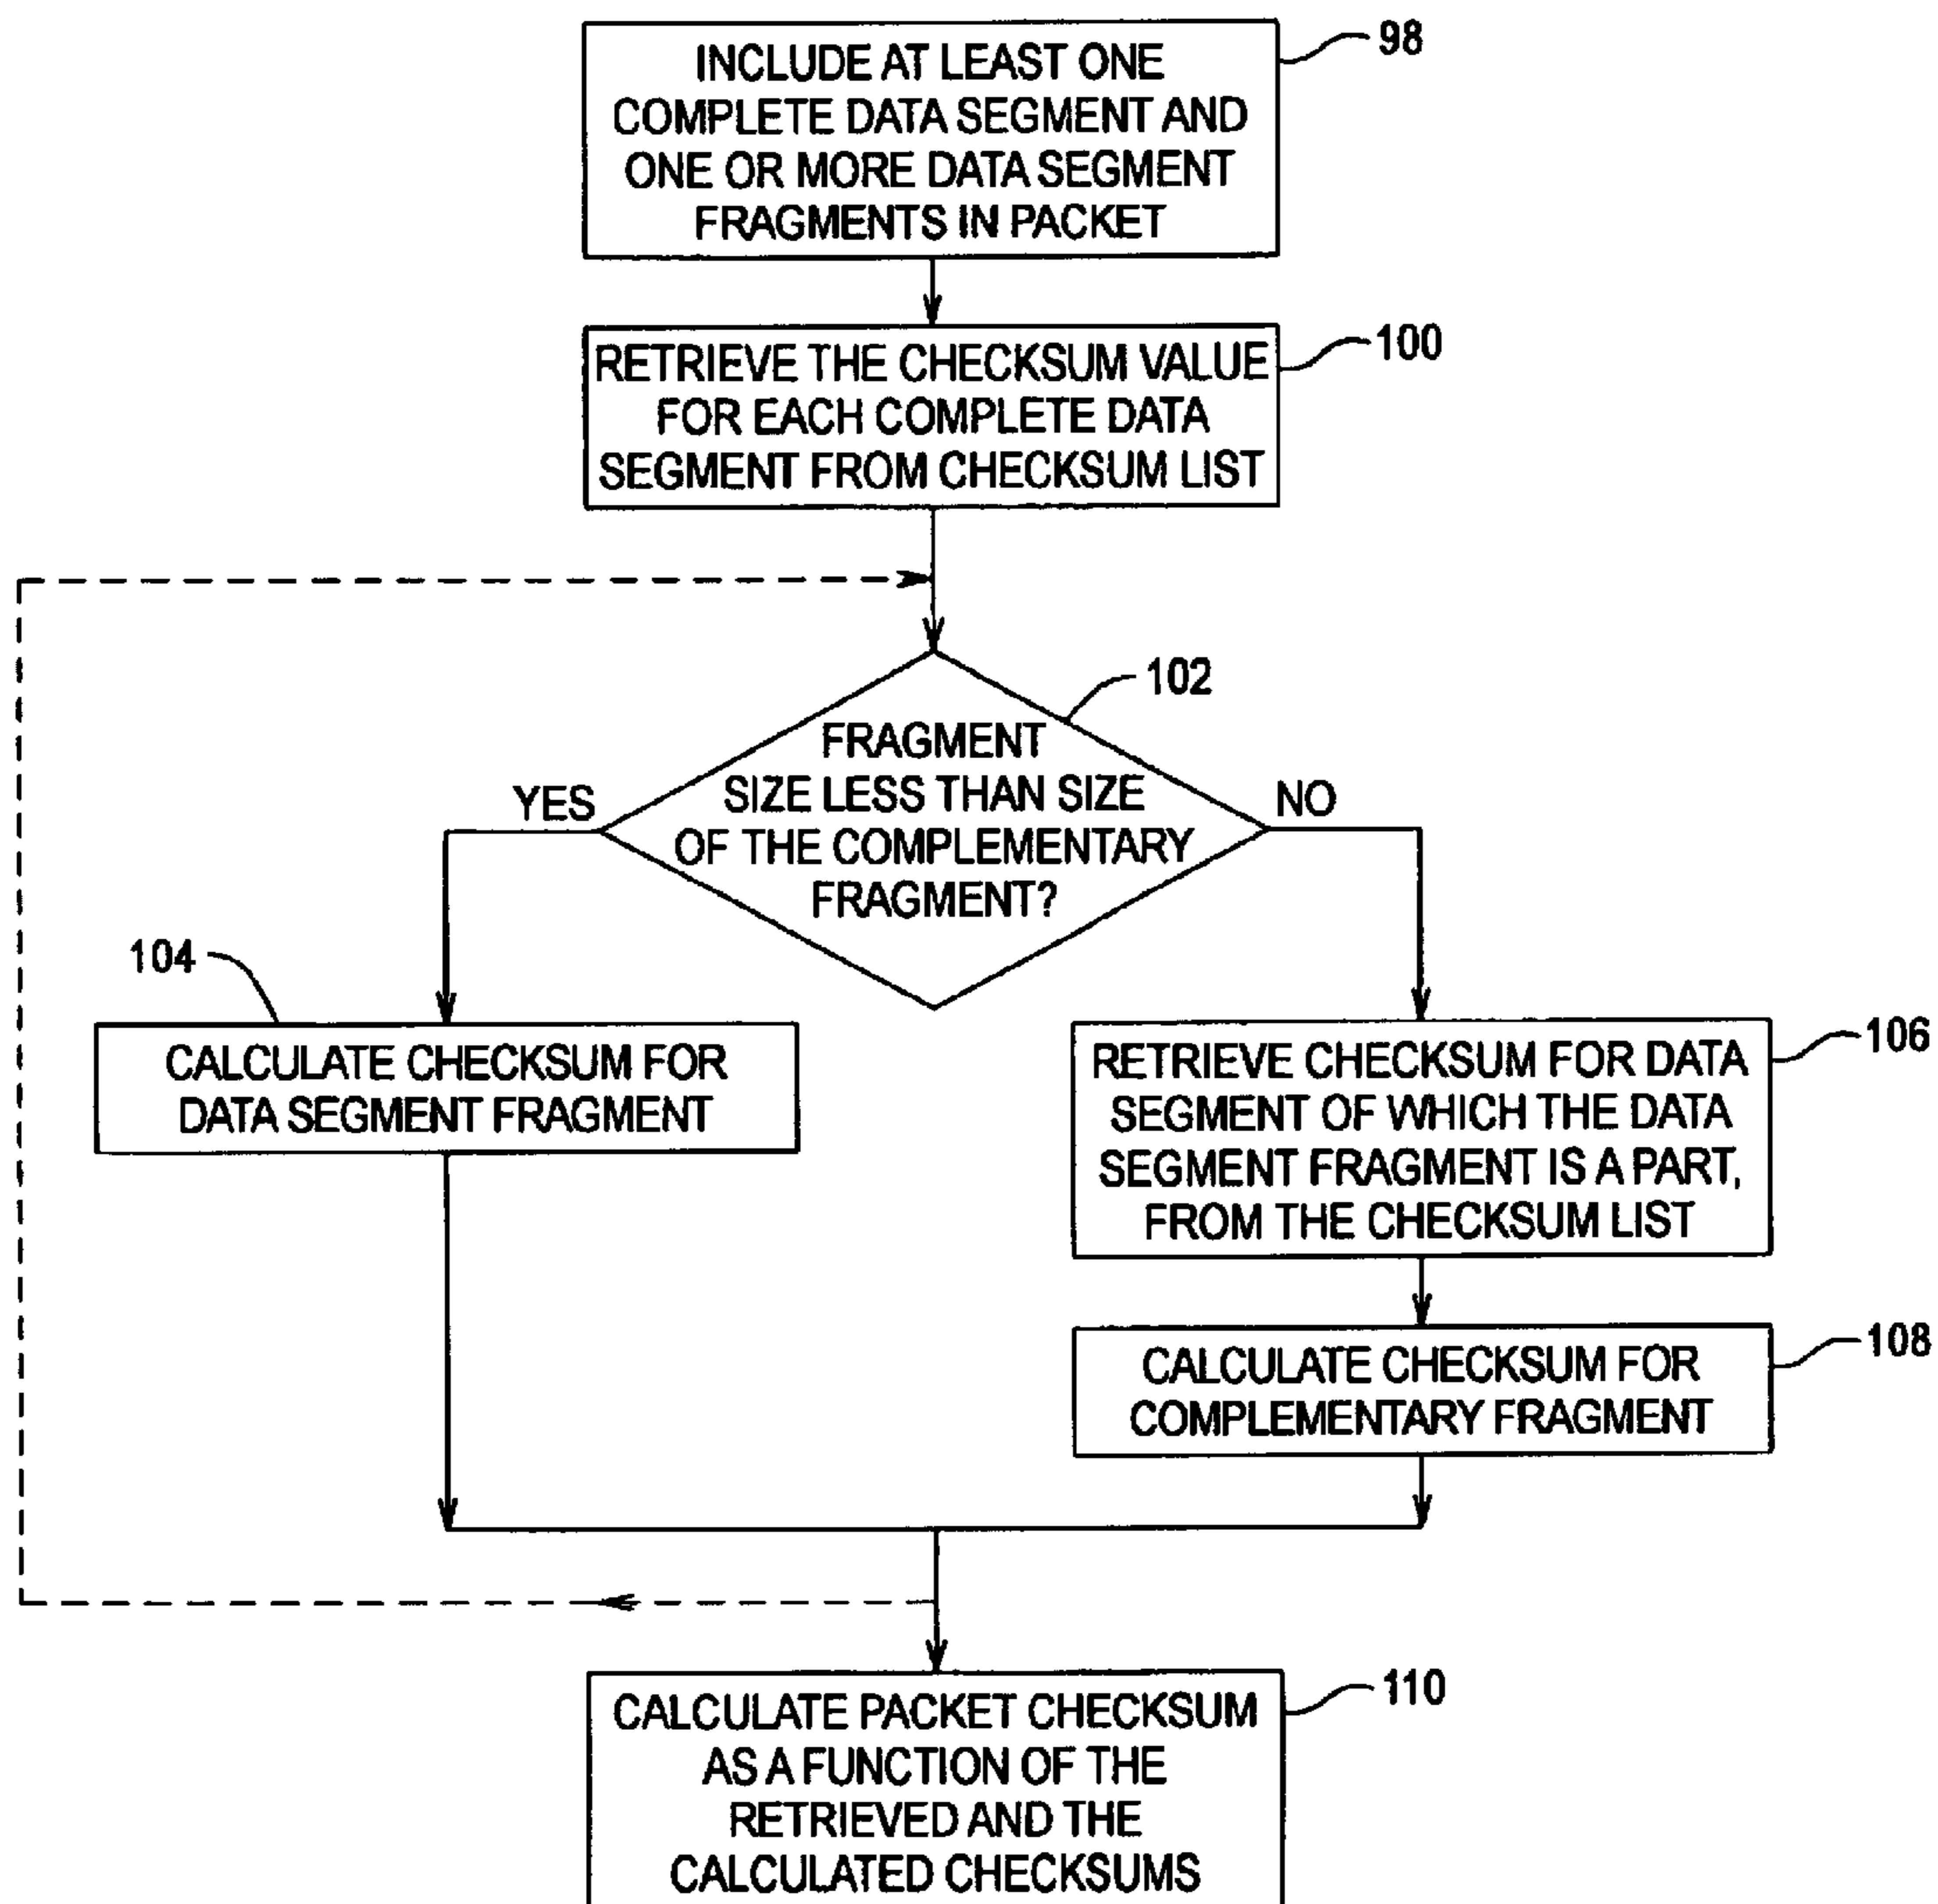 INCLUDE AT LEAST ONE
COMPLETE DATA SEGMENT AND
ONE OR MORE DATA SEGMENT
FRAGMENTS IN PACKET
98
RETRIEVE THE CHECKSUM VALUE
FOR EACH COMPLETE DATA
SEGMENT FROM CHECKSUM LIST
100
102
FRAGMENT
SIZE LESS THAN SIZE
OF THE COMPLEMENTARY
FRAGMENT?
YES
NO
104
CALCULATE CHECKSUM FOR
DATA SEGMENT FRAGMENT
106
RETRIEVE CHECKSUM FOR DATA
SEGMENT OF WHICH THE DATA
SEGMENT FRAGMENT IS A PART,
FROM THE CHECKSUM LIST
108
CALCULATE CHECKSUM FOR
COMPLEMENTARY FRAGMENT
110
CALCULATE PACKET CHECKSUM
AS A FUNCTION OF THE
RETRIEVED AND THE
CALCULATED CHECKSUMS